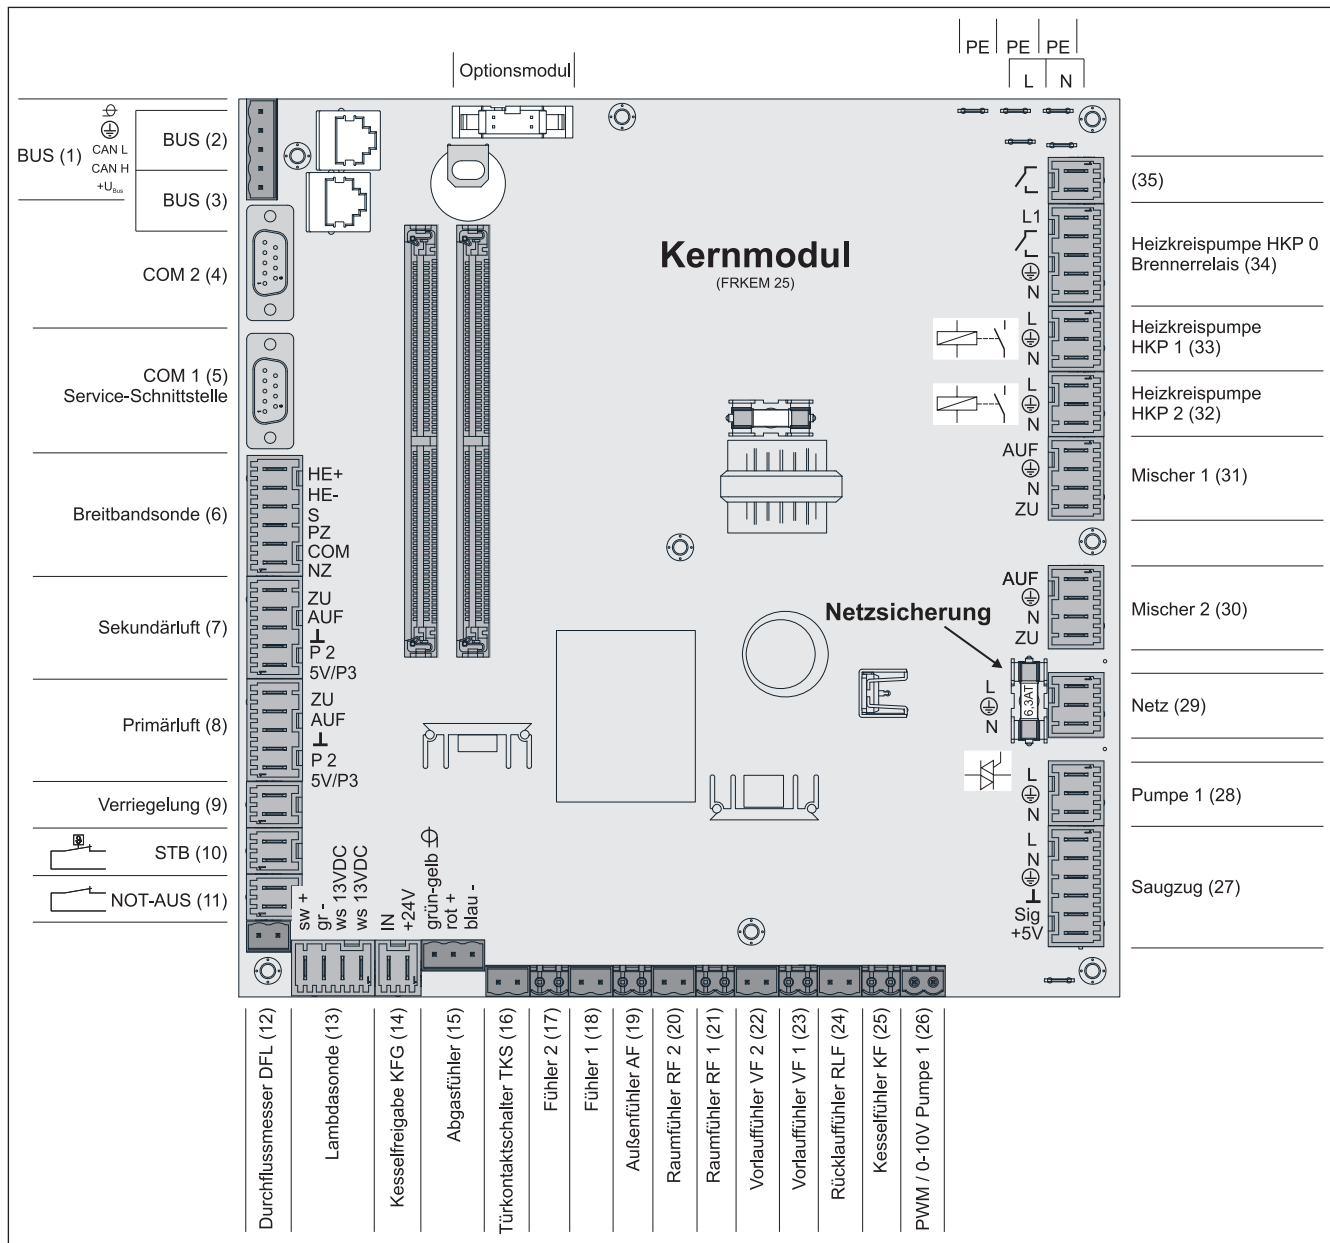 PE PE PE
L N
Optionsmodul
BUS (1)
CAN L
CAN H
+U Bus
BUS (2)
BUS (3)
COM 2 (4)
COM 1 (5)
Service-Schnittstelle
Breitbandsonde (6)
HE+
HE-
S
PZ
COM
NZ
Sekundärluft (7)
ZU
AUF
P 2
5V/P3
Primärluft (8)
ZU
AUF
P 2
5V/P3
Verriegelung (9)
STB (10)
NOT-AUS (11)
Kernmodul
(FRKEM 25)
Netzsicherung
6,3AT
(35)
L1
N
Heizkreispumpe HKP 0
Brennerrelais (34)
L
N
Heizkreispumpe
HKP 1 (33)
L
N
Heizkreispumpe
HKP 2 (32)
AUF
N
ZU
Mischer 1 (31)
AUF
N
ZU
Mischer 2 (30)
L
N
Netz (29)
L
N
Pumpe 1 (28)
L
N
Sig
+5V
Saugzug (27)
sw +
gr -
ws 13VDC
ws 13VDC
IN
+24V
grün-gelb
rot +
blau -
Durchflussmesser DFL (12)
Lambdasonde (13)
Kesselfreigabe KFG (14)
Abgasfühler (15)
Türkontaktschalter TKS (16)
Fühler 2 (17)
Fühler 1 (18)
Außenfühler AF (19)
Raumfühler RF 2 (20)
Raumfühler RF 1 (21)
Vorlauffühler VF 2 (22)
Vorlauffühler VF 1 (23)
Rücklauffühler RLF (24)
Kesselfühler KF (25)
PWM / 0-10V Pumpe 1 (26)